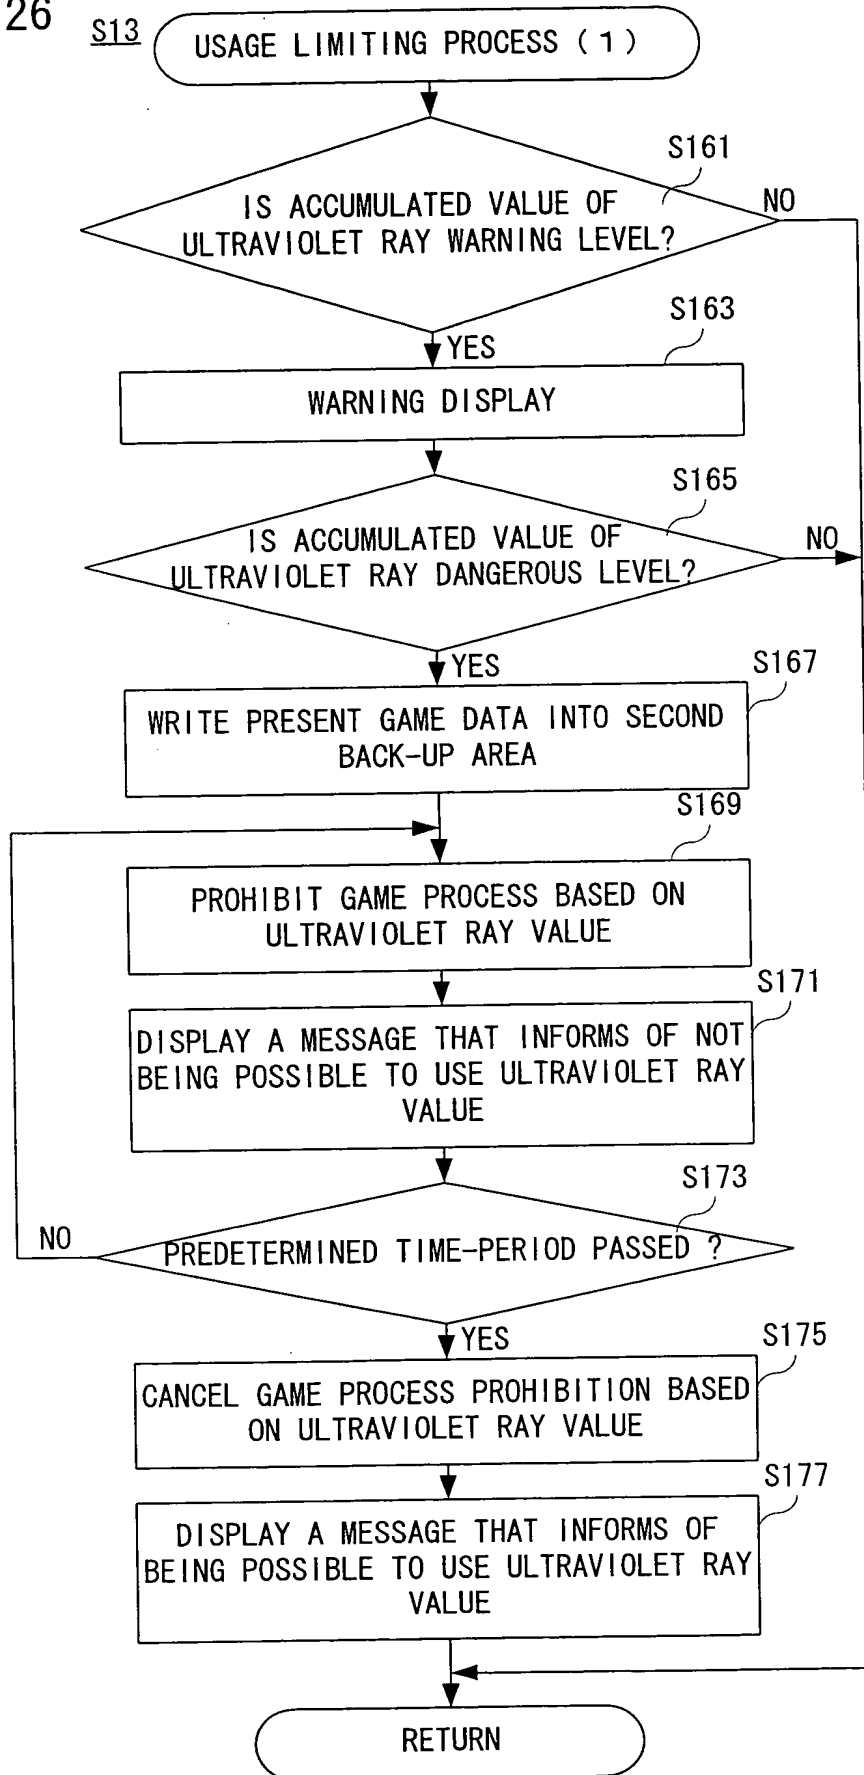 26
S13
USAGE LIMITING PROCESS (1)
S161
IS ACCUMULATED VALUE OF
ULTRAVIOLET RAY WARNING LEVEL?
NO
YES
S163
WARNING DISPLAY
S165
IS ACCUMULATED VALUE OF
ULTRAVIOLET RAY DANGEROUS LEVEL?
NO
YES
S167
WRITE PRESENT GAME DATA INTO SECOND
BACK-UP AREA
S169
PROHIBIT GAME PROCESS BASED ON
ULTRAVIOLET RAY VALUE
S171
DISPLAY A MESSAGE THAT INFORMS OF NOT
BEING POSSIBLE TO USE ULTRAVIOLET RAY
VALUE
S173
NO
PREDETERMINED TIME-PERIOD PASSED ?
YES
S175
CANCEL GAME PROCESS PROHIBITION BASED
ON ULTRAVIOLET RAY VALUE
S177
DISPLAY A MESSAGE THAT INFORMS OF
BEING POSSIBLE TO USE ULTRAVIOLET RAY
VALUE
RETURN